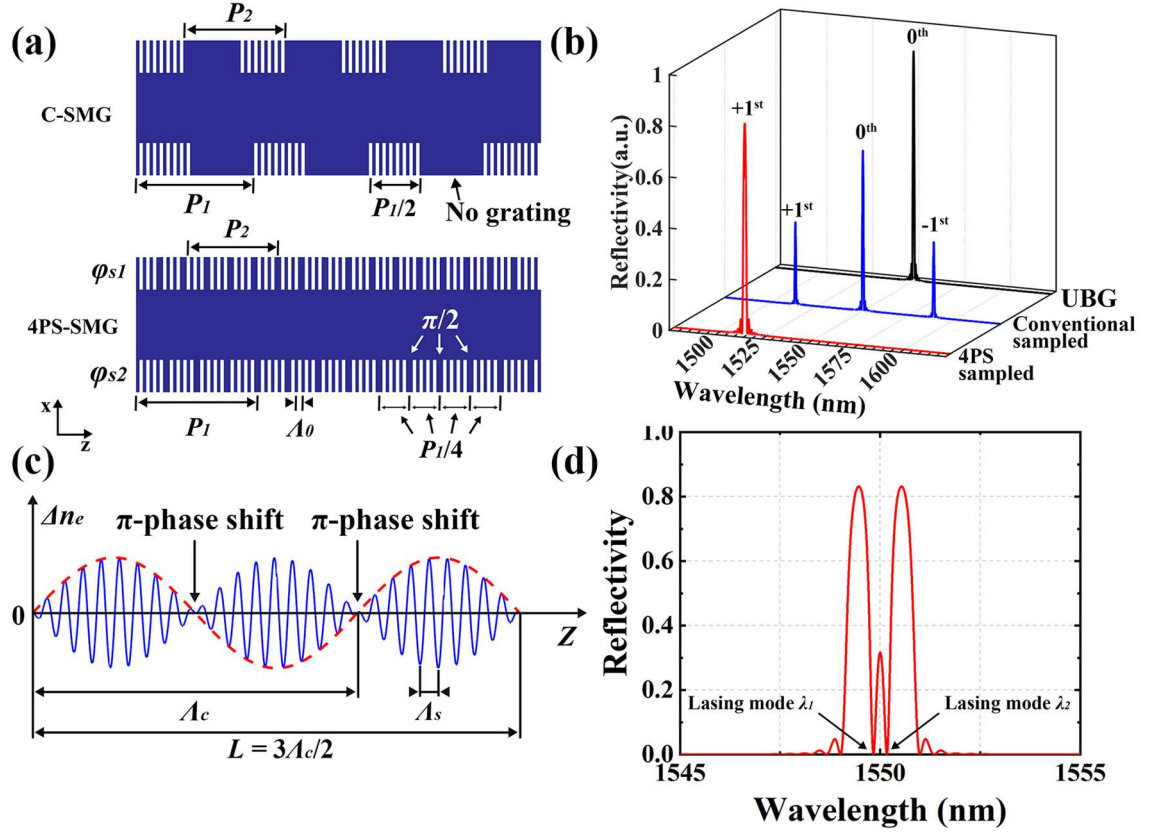 (a)
P2
C-SMG
P1
P1/2
No grating
P2
φs1
4PS-SMG
π/2
φs2
x
z
P1
Λ0
P1/4
(b)
Reflectivity(a.u.)
1
0.8
0.6
0.4
0.2
0
+1st
0th
+1st
0th
-1st
UBG
Conventional
sampled
4PS
sampled
1500
1525
1550
1575
1600
Wavelength (nm)
(c)
Δne
π-phase shift
π-phase shift
0
Z
Λc
Λs
L = 3Λc/2
(d)
Reflectivity
1.0
0.8
0.6
0.4
0.2
0.0
Lasing mode λ1
Lasing mode λ2
1545
1550
1555
Wavelength (nm)